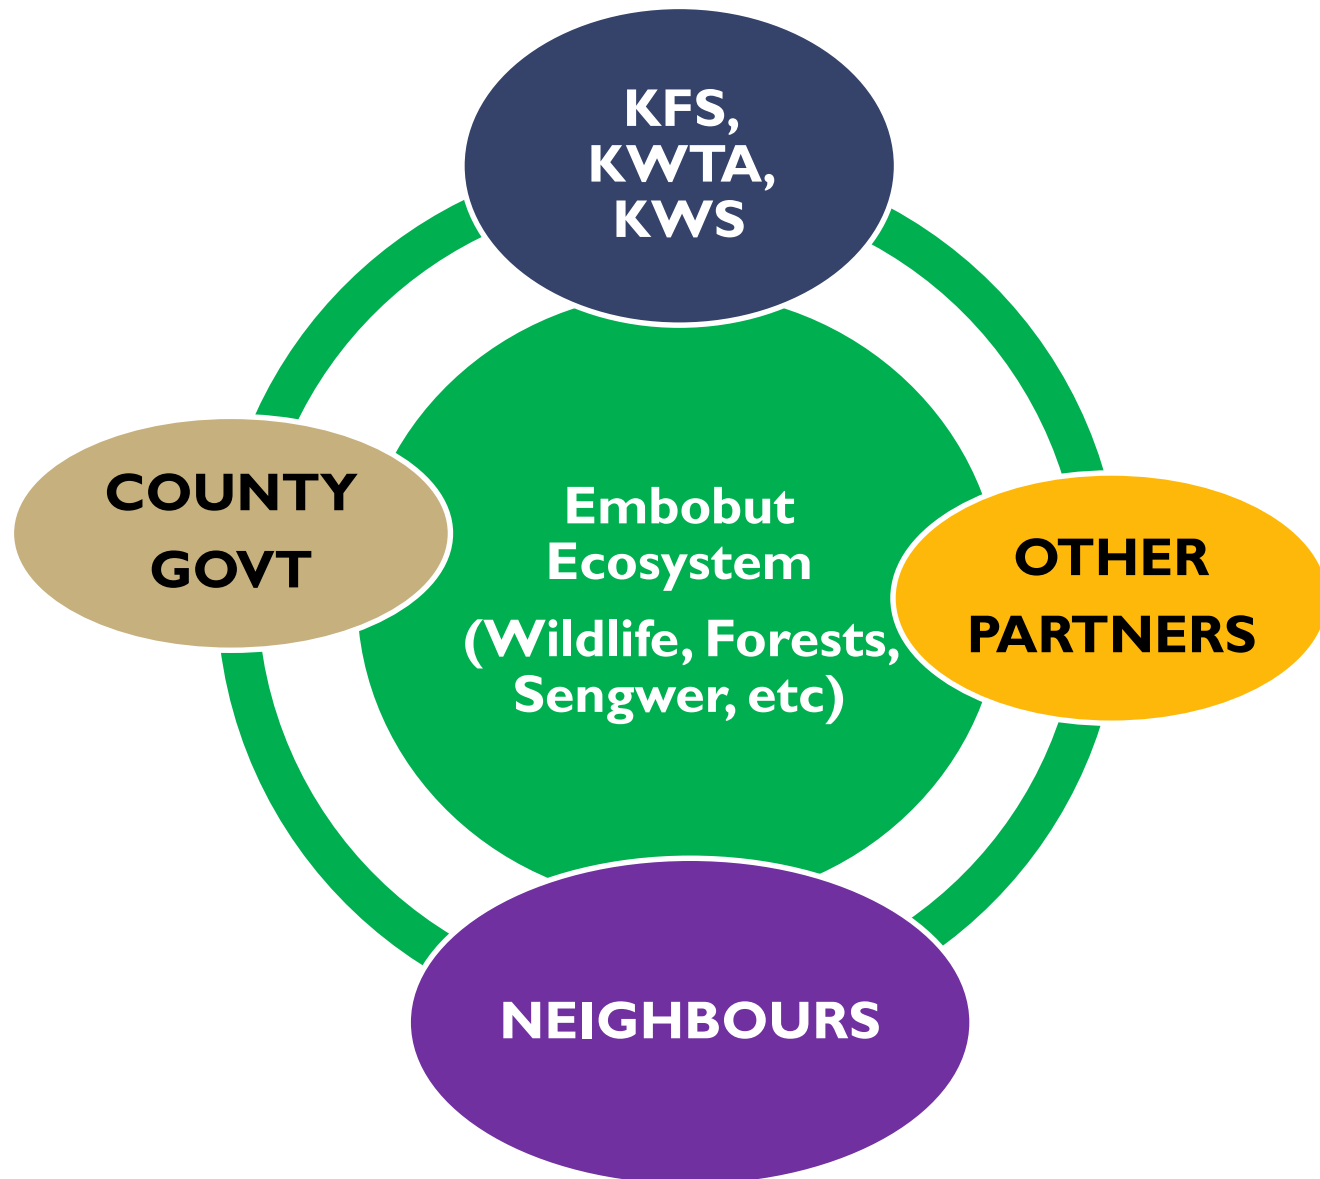 KFS,
KWTA,
KWS
COUNTY
GOVT
Embobut
Ecosystem
(Wildlife, Forests,
Sengwer, etc)
OTHER
PARTNERS
NEIGHBOURS